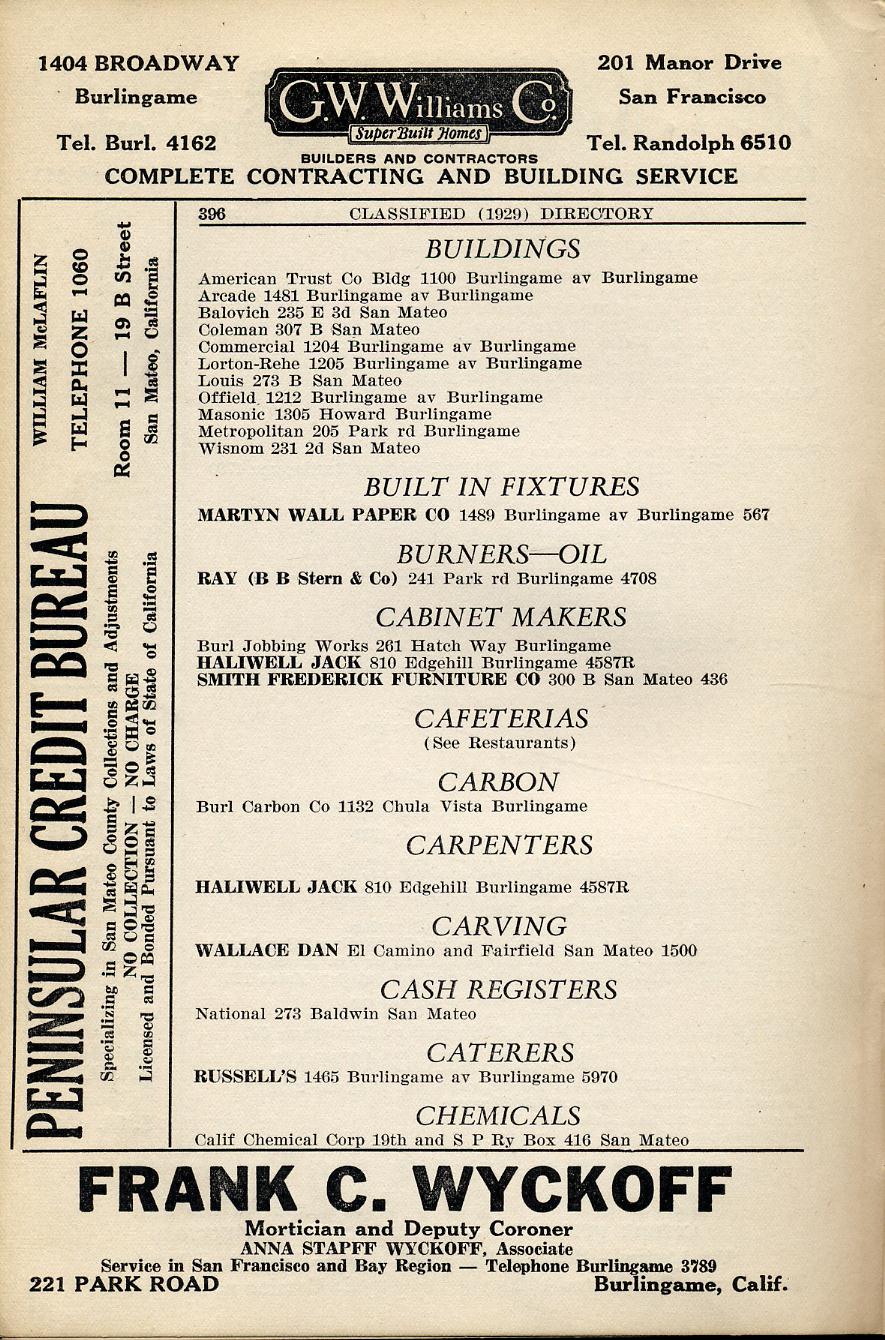 1404 BROADWAY
Burlingame
Tel. Burl. 4162
G.W. Williams Co.
Super Built Homes
BUILDERS AND CONTRACTORS
201 Manor Drive
San Francisco
Tel. Randolph 6510
COMPLETE CONTRACTING AND BUILDING SERVICE
PENINSULAR CREDIT BUREAU
WILLIAM McLAFLIN
TELEPHONE 1060
Specializing in San Mateo County Collections and Adjustments
NO COLLECTION — NO CHARGE
Licensed and Bonded Pursuant to Laws of State of California
Room 11 — 19 B Street
San Mateo, California
396 CLASSIFIED (1929) DIRECTORY
BUILDINGS
American Trust Co Bldg 1100 Burlingame av Burlingame
Arcade 1481 Burlingame av Burlingame
Balovich 235 E 3d San Mateo
Coleman 307 B San Mateo
Commercial 1204 Burlingame av Burlingame
Lorton-Rehe 1205 Burlingame av Burlingame
Louis 273 B San Mateo
Offield 1212 Burlingame av Burlingame
Masonic 1305 Howard Burlingame
Metropolitan 205 Park rd Burlingame
Wisnom 231 2d San Mateo
BUILT IN FIXTURES
MARTYN WALL PAPER CO 1489 Burlingame av Burlingame 567
BURNERS—OIL
RAY (B B Stern & Co) 241 Park rd Burlingame 4708
CABINET MAKERS
Burl Jobbing Works 261 Hatch Way Burlingame
HALIWELL JACK 810 Edgehill Burlingame 4587R
SMITH FREDERICK FURNITURE CO 300 B San Mateo 436
CAFETERIAS
(See Restaurants)
CARBON
Burl Carbon Co 1132 Chula Vista Burlingame
CARPENTERS
HALIWELL JACK 810 Edgehill Burlingame 4587R
CARVING
WALLACE DAN El Camino and Fairfield San Mateo 1500
CASH REGISTERS
National 273 Baldwin San Mateo
CATERERS
RUSSELL'S 1465 Burlingame av Burlingame 5970
CHEMICALS
Calif Chemical Corp 19th and S P Ry Box 416 San Mateo
FRANK C. WYCKOFF
Mortician and Deputy Coroner
ANNA STAPFF WYCKOFF, Associate
Service in San Francisco and Bay Region — Telephone Burlingame 3789
221 PARK ROAD Burlingame, Calif.